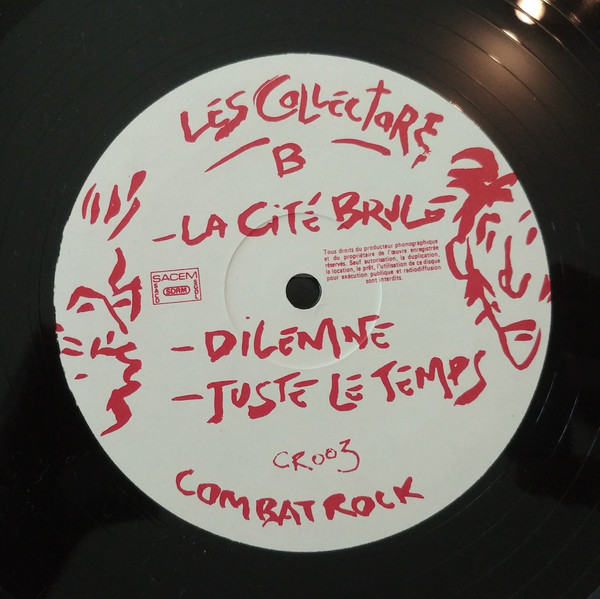 LES COLLECTORS
B
- LA CITÉ BRULE
Tous droits du producteur phonographique
et du propriétaire de l'œuvre enregistrée
réservés. Sauf autorisation, la duplication,
la location, le prêt, l'utilisation de ce disque
pour exécution publique et radiodiffusion
sont interdits.
SACEM
SACD SDRM SGDL
- DILEMNE
- JUSTE LE TEMPS
CR003
COMBAT ROCK